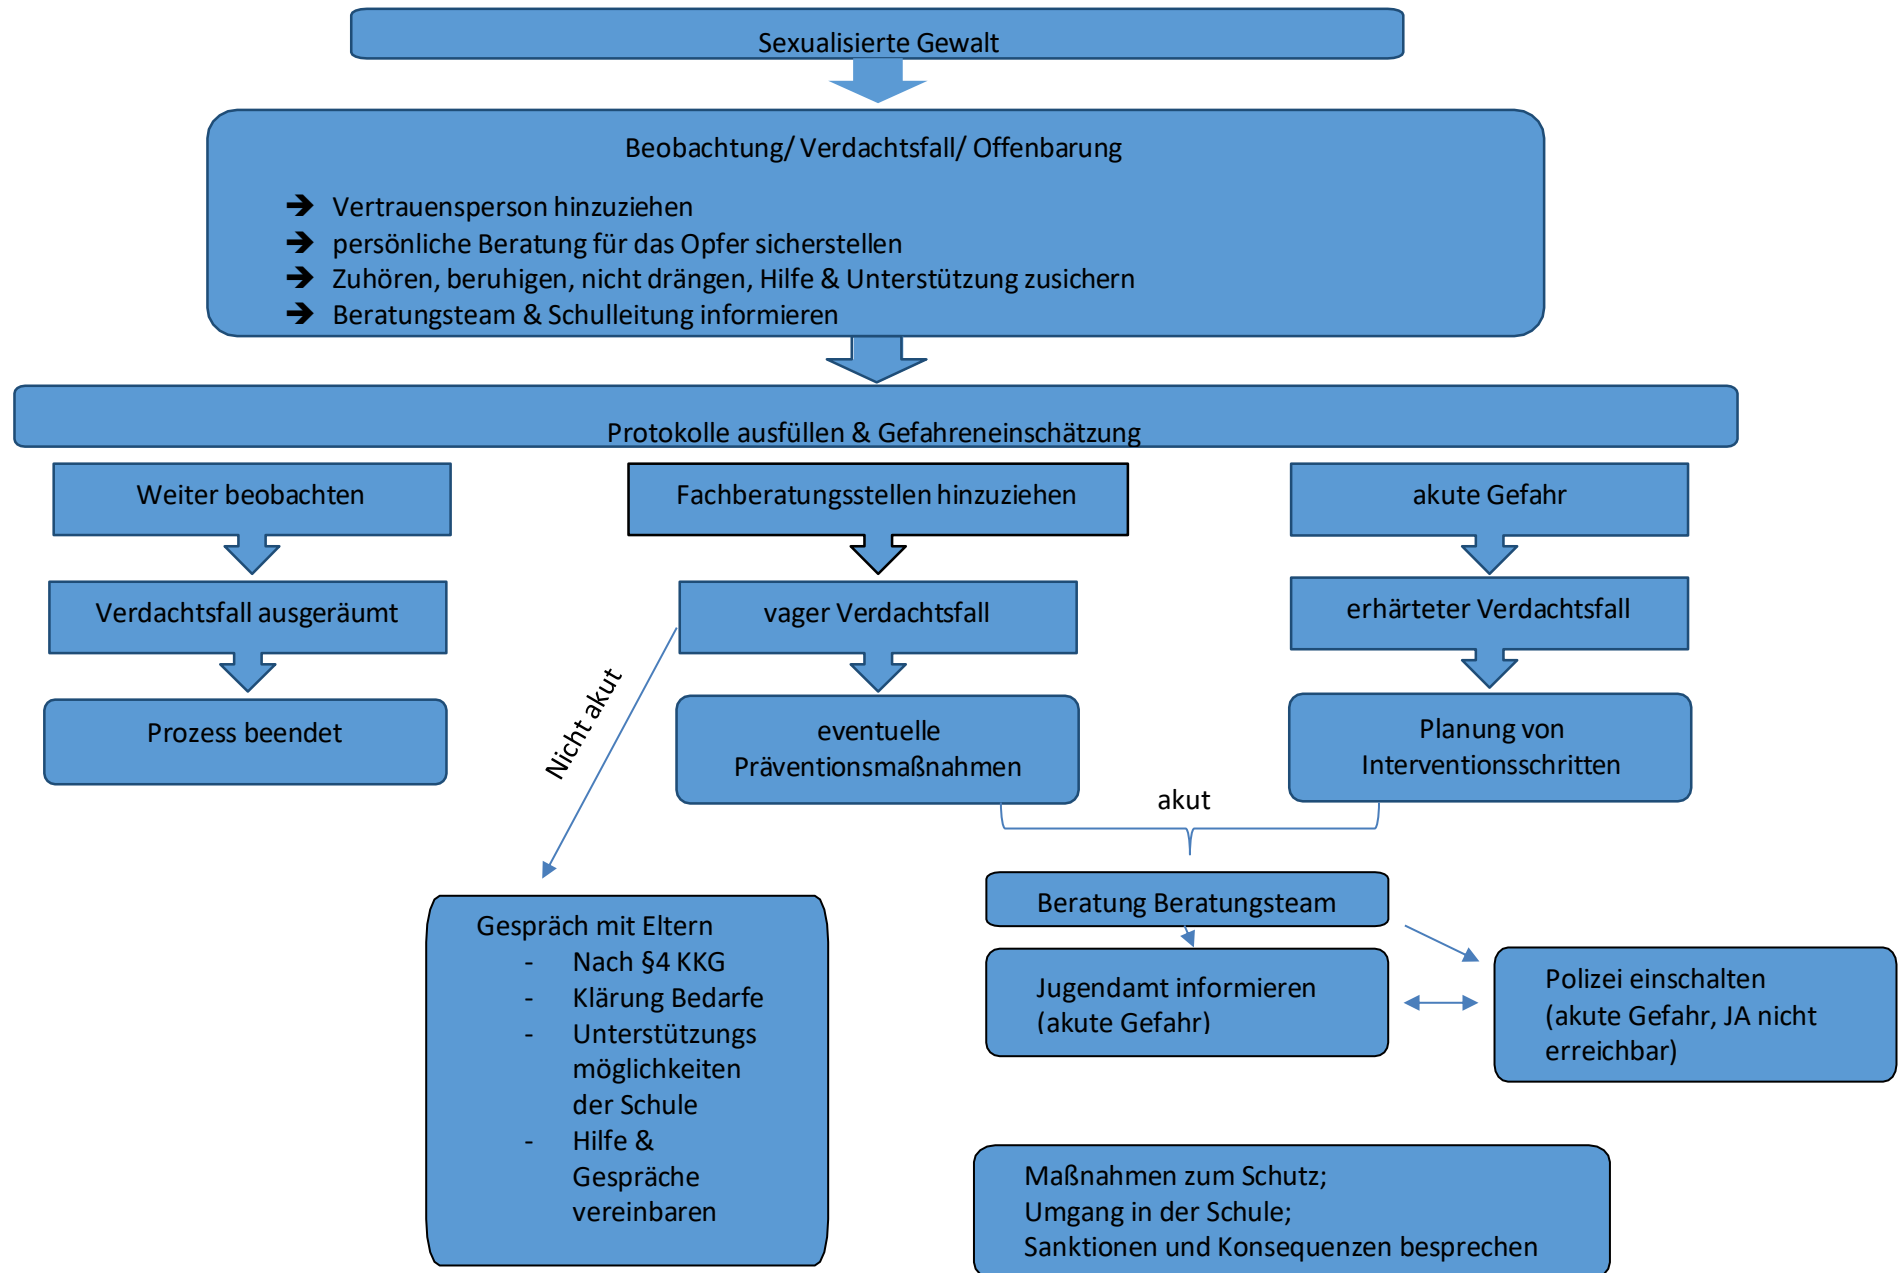 Sexualisierte Gewalt
Beobachtung/ Verdachtsfall/ Offenbarung
➔ Vertrauensperson hinzuziehen
➔ persönliche Beratung für das Opfer sicherstellen
➔ Zuhören, beruhigen, nicht drängen, Hilfe & Unterstützung zusichern
➔ Beratungsteam & Schulleitung informieren
Protokolle ausfüllen & Gefahreneinschätzung
Weiter beobachten
Verdachtsfall ausgeräumt
Prozess beendet
Fachberatungsstellen hinzuziehen
vager Verdachtsfall
eventuelle
Präventionsmaßnahmen
akute Gefahr
erhärteter Verdachtsfall
Planung von
Interventionsschritten
Nicht akut
akut
Gespräch mit Eltern
- Nach §4 KKG
- Klärung Bedarfe
- Unterstützungs
möglichkeiten
der Schule
- Hilfe &
Gespräche
vereinbaren
Beratung Beratungsteam
Jugendamt informieren
(akute Gefahr)
Polizei einschalten
(akute Gefahr, JA nicht
erreichbar)
Maßnahmen zum Schutz;
Umgang in der Schule;
Sanktionen und Konsequenzen besprechen